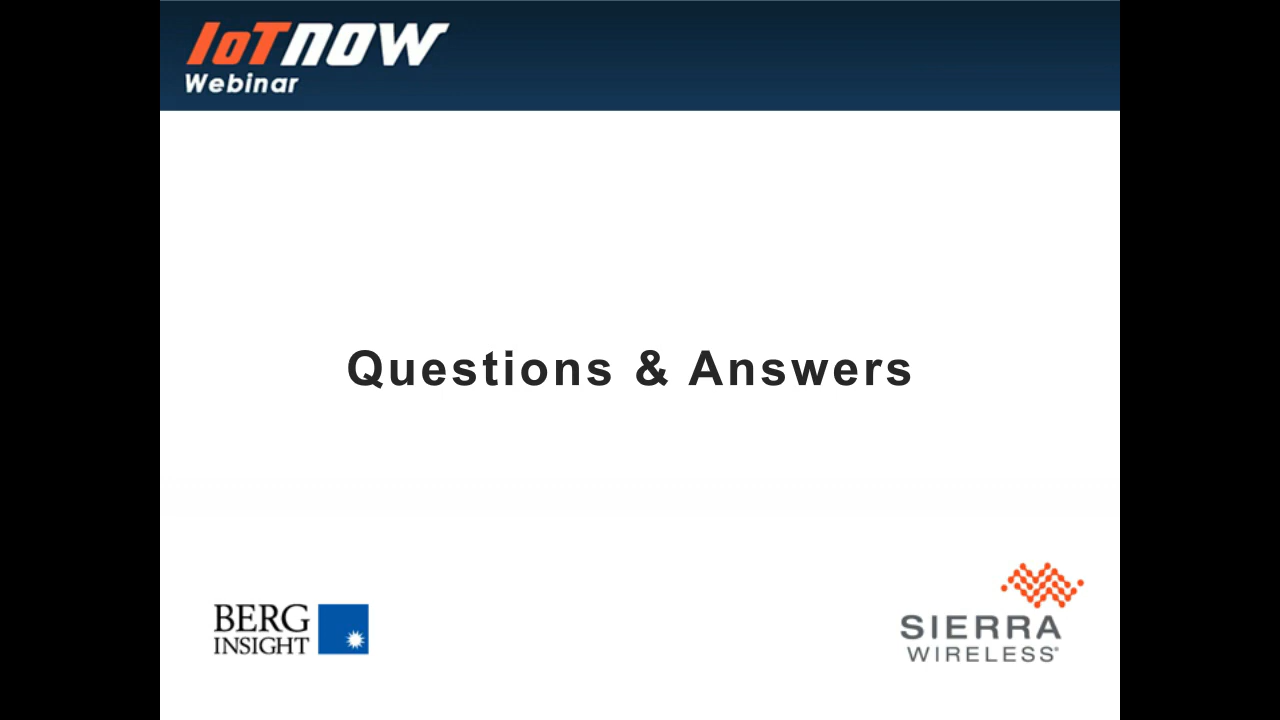 IoTNOW
Webinar
Questions & Answers
BERG
INSIGHT
SIERRA
WIRELESS®